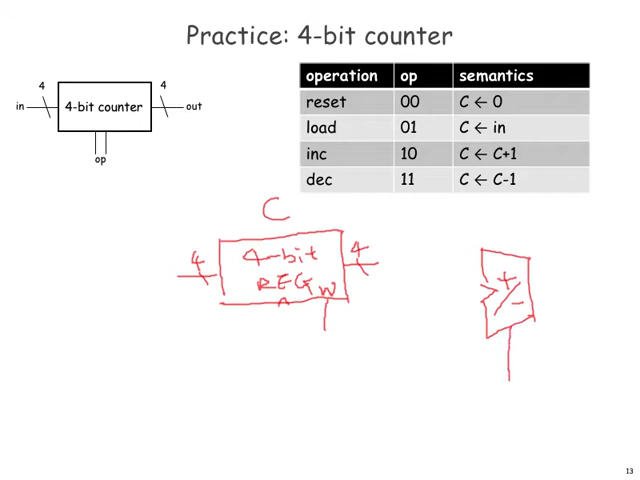 Practice: 4-bit counter
4
4
in
4-bit counter
out
op
operation op semantics
reset 00 C ← 0
load 01 C ← in
inc 10 C ← C+1
dec 11 C ← C-1
C
4
4-bit
4
REG W
+/-
13